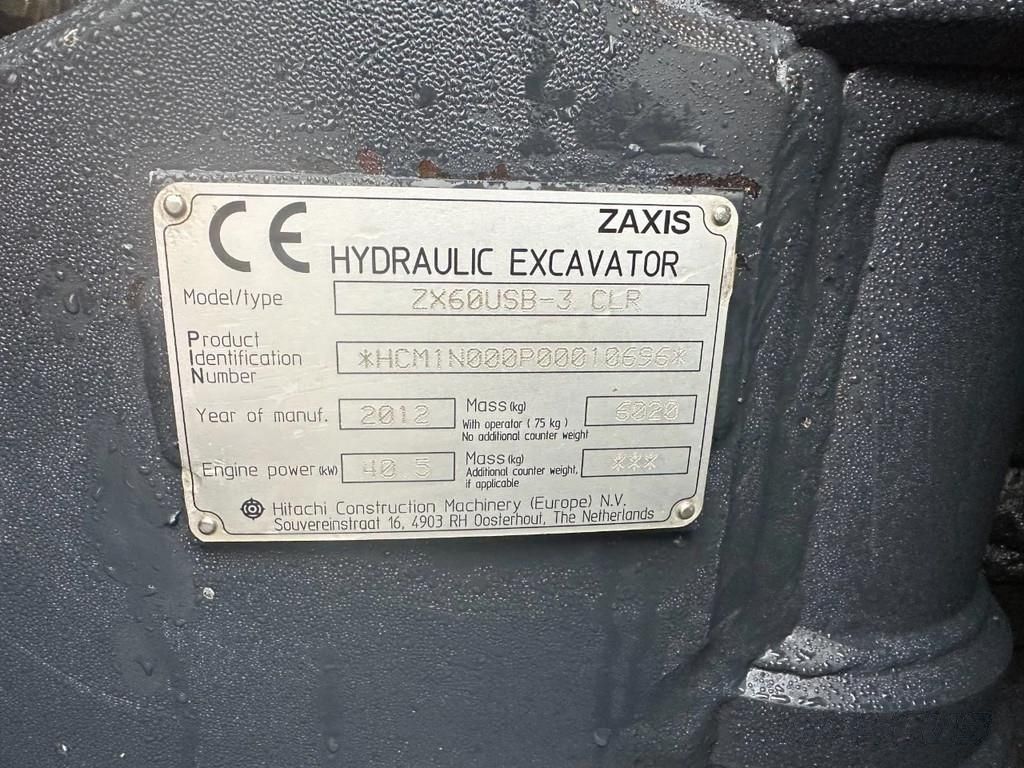 CE ZAXIS
HYDRAULIC EXCAVATOR
Model/type ZX60USB-3 CLR
Product
Identification *HCM1N000P00010696*
Number
Year of manuf. 2012 Mass (kg) 6020
With operator ( 75 kg )
No additional counter weight
Engine power (kW) 40.5 Mass (kg) ***
Additional counter weight,
if applicable
Hitachi Construction Machinery (Europe) N.V.
Souvereinstraat 16, 4903 RH Oosterhout, The Netherlands